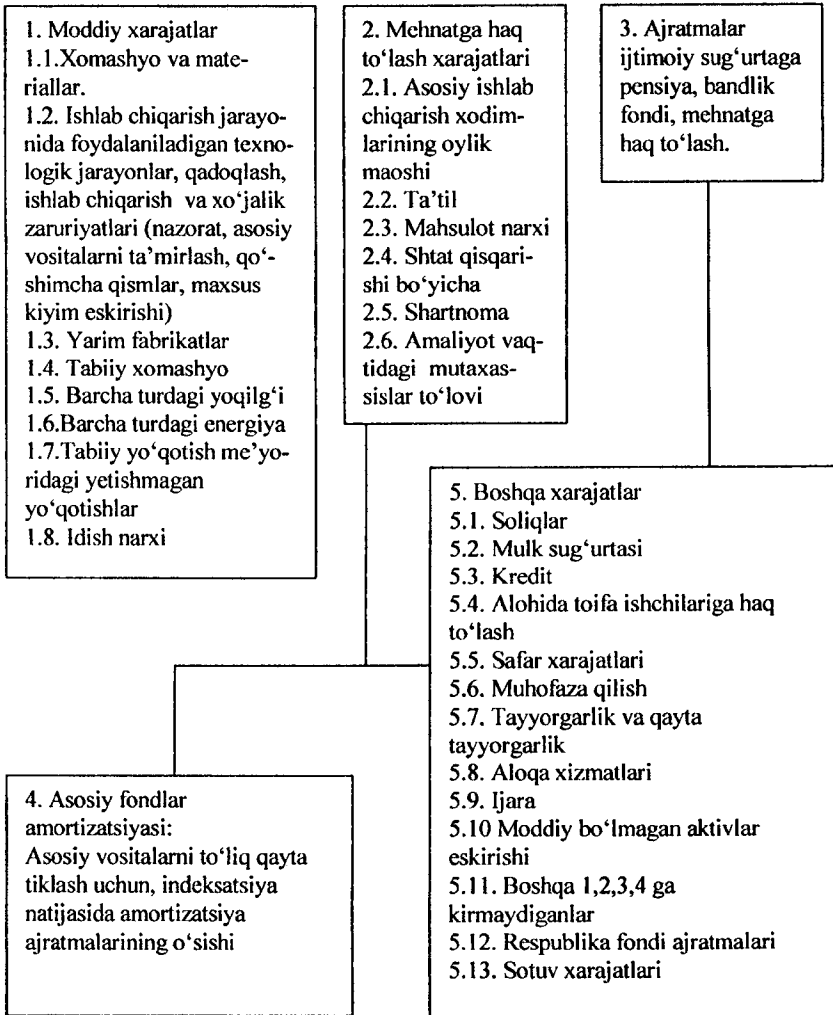 1. Moddiy xarajatlar
1.1.Xomashyo va mate-
riallar.
1.2. Ishlab chiqarish jarayo-
nida foydalaniladigan texno-
logik jarayonlar, qadoqlash,
ishlab chiqarish va xo‘jalik
zaruriyatlari (nazorat, asosiy
vositalarni ta’mirlash, qo‘-
shimcha qismlar, maxsus
kiyim eskirishi)
1.3. Yarim fabrikatlar
1.4. Tabiiy xomashyo
1.5. Barcha turdagi yoqilg‘i
1.6.Barcha turdagi energiya
1.7.Tabiiy yo‘qotish me’yo-
ridagi yetishmagan
yo‘qotishlar
1.8. Idish narxi
2. Mehnatga haq
to‘lash xarajatlari
2.1. Asosiy ishlab
chiqarish xodim-
larining oylik
maoshi
2.2. Ta’til
2.3. Mahsulot narxi
2.4. Shtat qisqari-
shi bo‘yicha
2.5. Shartnoma
2.6. Amaliyot vaq-
tidagi mutaxas-
sislar to‘lovi
3. Ajratmalar
ijtimoiy sug‘urtaga
pensiya, bandlik
fondi, mehnatga
haq to‘lash.
4. Asosiy fondlar
amortizatsiyasi:
Asosiy vositalarni to‘liq qayta
tiklash uchun, indeksatsiya
natijasida amortizatsiya
ajratmalarining o‘sishi
5. Boshqa xarajatlar
5.1. Soliqlar
5.2. Mulk sug‘urtasi
5.3. Kredit
5.4. Alohida toifa ishchilariga haq
to‘lash
5.5. Safar xarajatlari
5.6. Muhofaza qilish
5.7. Tayyorgarlik va qayta
tayyorgarlik
5.8. Aloqa xizmatlari
5.9. Ijara
5.10 Moddiy bo‘lmagan aktivlar
eskirishi
5.11. Boshqa 1,2,3,4 ga
kirmaydiganlar
5.12. Respublika fondi ajratmalari
5.13. Sotuv xarajatlari